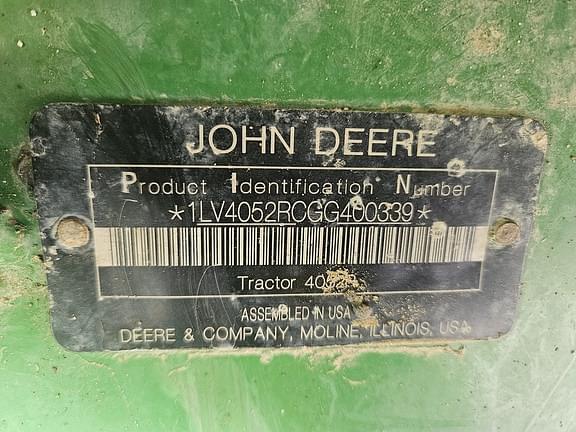 JOHN DEERE
Product Identification Number
*1LV4052RCGG400339*
Tractor
ASSEMBLED IN USA
DEERE & COMPANY, MOLINE, ILLINOIS, USA